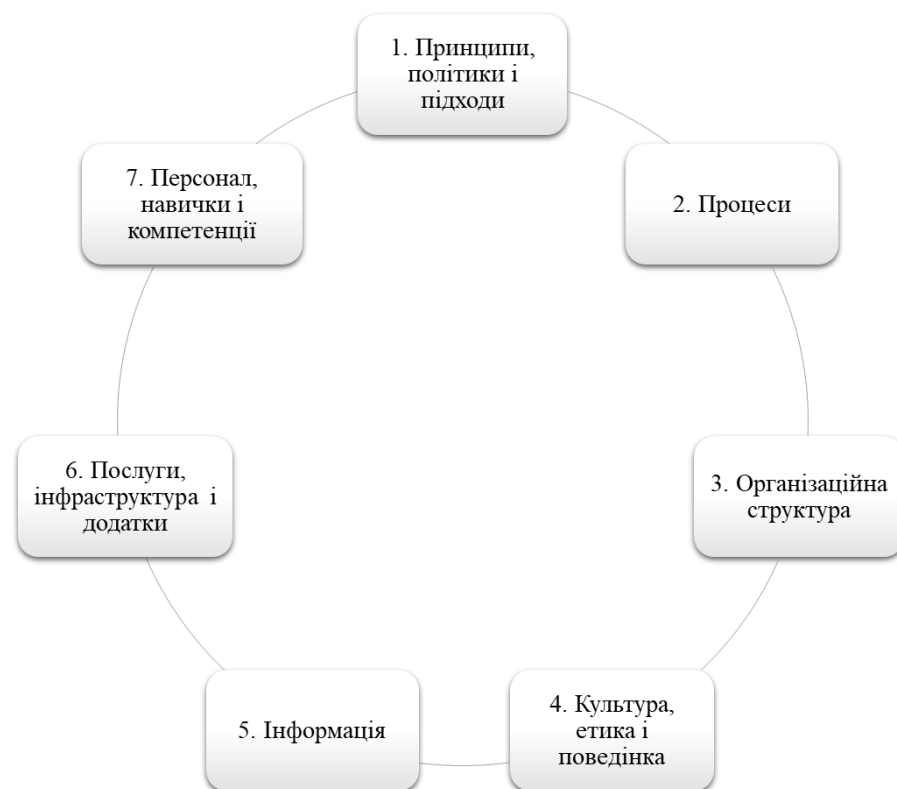 1. Принципи,
політики і
підходи
2. Процеси
3. Організаційна
структура
4. Культура,
етика і
поведінка
5. Інформація
6. Послуги,
інфраструктура і
додатки
7. Персонал,
навички і
компетенції